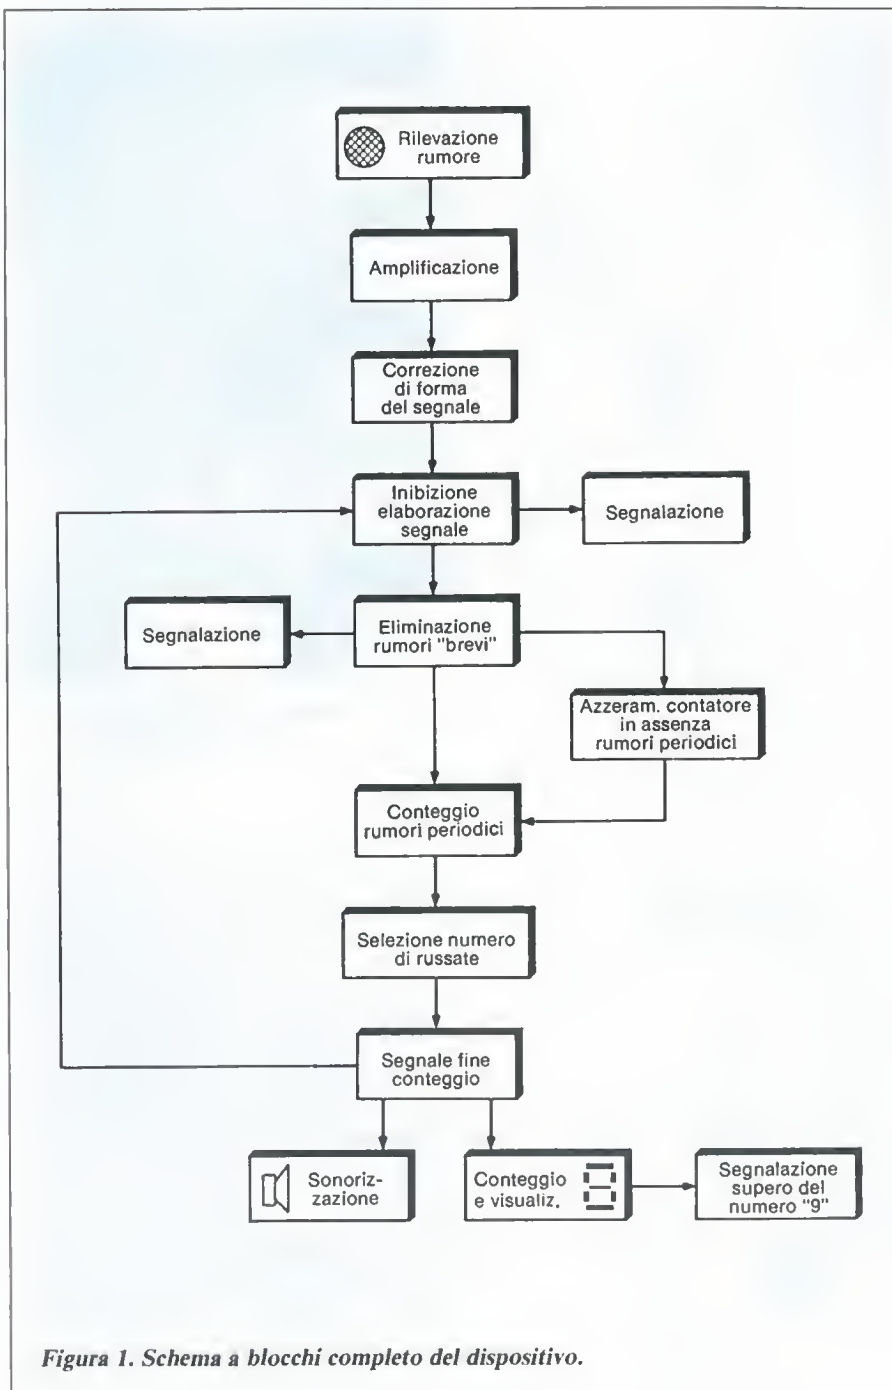 Rilevazione
rumore
Amplificazione
Correzione
di forma
del segnale
Inibizione
elaborazione
segnale
Segnalazione
Segnalazione
Eliminazione
rumori "brevi"
Azzeram. contatore
in assenza
rumori periodici
Conteggio
rumori periodici
Selezione numero
di russate
Segnale fine
conteggio
Sonoriz-
zazione
Conteggio
e visualiz.
Segnalazione
supero del
numero "9"
Figura 1. Schema a blocchi completo del dispositivo.